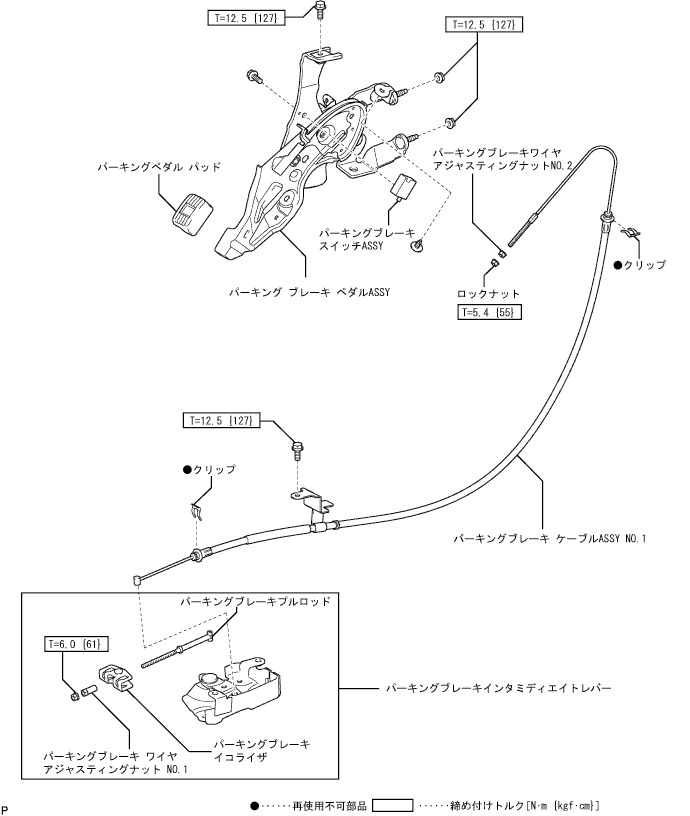 T=12.5 {127}
T=12.5 {127}
パーキングブレーキワイヤ
アジャスティングナットNO.2
パーキングペダル パッド
パーキングブレーキ
スイッチASSY
●クリップ
パーキング ブレーキ ペダルASSY
ロックナット
T=5.4 {55}
T=12.5 {127}
●クリップ
パーキングブレーキ ケーブルASSY NO.1
パーキングブレーキプルロッド
T=6.0 {61}
パーキングブレーキインタミディエイトレバー
パーキングブレーキ
イコライザ
パーキングブレーキ ワイヤ
アジャスティングナット NO.1
●······再使用不可部品 ······締め付けトルク[N·m {kgf·cm}]
P